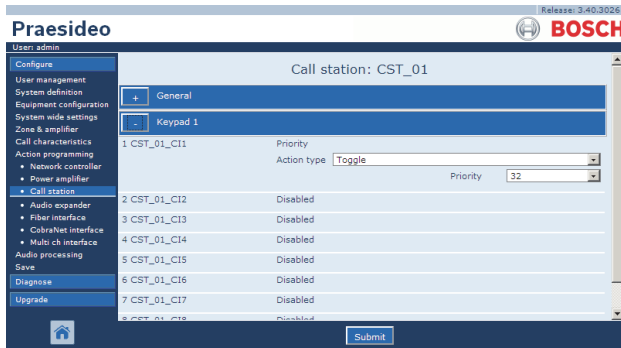 Release: 3.40.3026
Praesideo
BOSCH
User: admin
Configure
User management
System definition
Equipment configuration
System wide settings
Zone & amplifier
Call characteristics
Action programming
• Network controller
• Power amplifier
• Call station
• Audio expander
• Fiber interface
• CobraNet interface
• Multi ch interface
Audio processing
Save
Diagnose
Upgrade
Call station: CST_01
+ General
- Keypad 1
1 CST_01_CI1 Priority
Action type Toggle
Priority 32
2 CST_01_CI2 Disabled
3 CST_01_CI3 Disabled
4 CST_01_CI4 Disabled
5 CST_01_CI5 Disabled
6 CST_01_CI6 Disabled
7 CST_01_CI7 Disabled
8 CST_01_CI8 Disabled
Submit